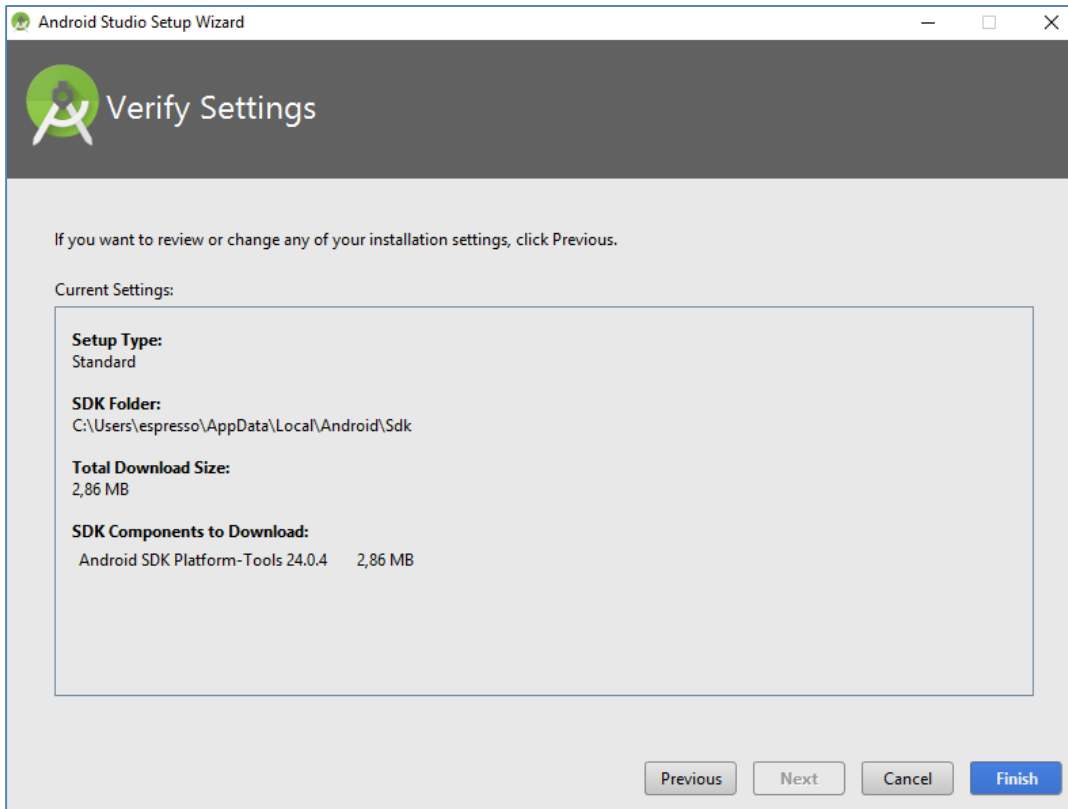 Android Studio Setup Wizard
Verify Settings
If you want to review or change any of your installation settings, click Previous.
Current Settings:
Setup Type:
Standard
SDK Folder:
C:\Users\espresso\AppData\Local\Android\Sdk
Total Download Size:
2,86 MB
SDK Components to Download:
Android SDK Platform-Tools 24.0.4 2,86 MB
Previous Next Cancel Finish